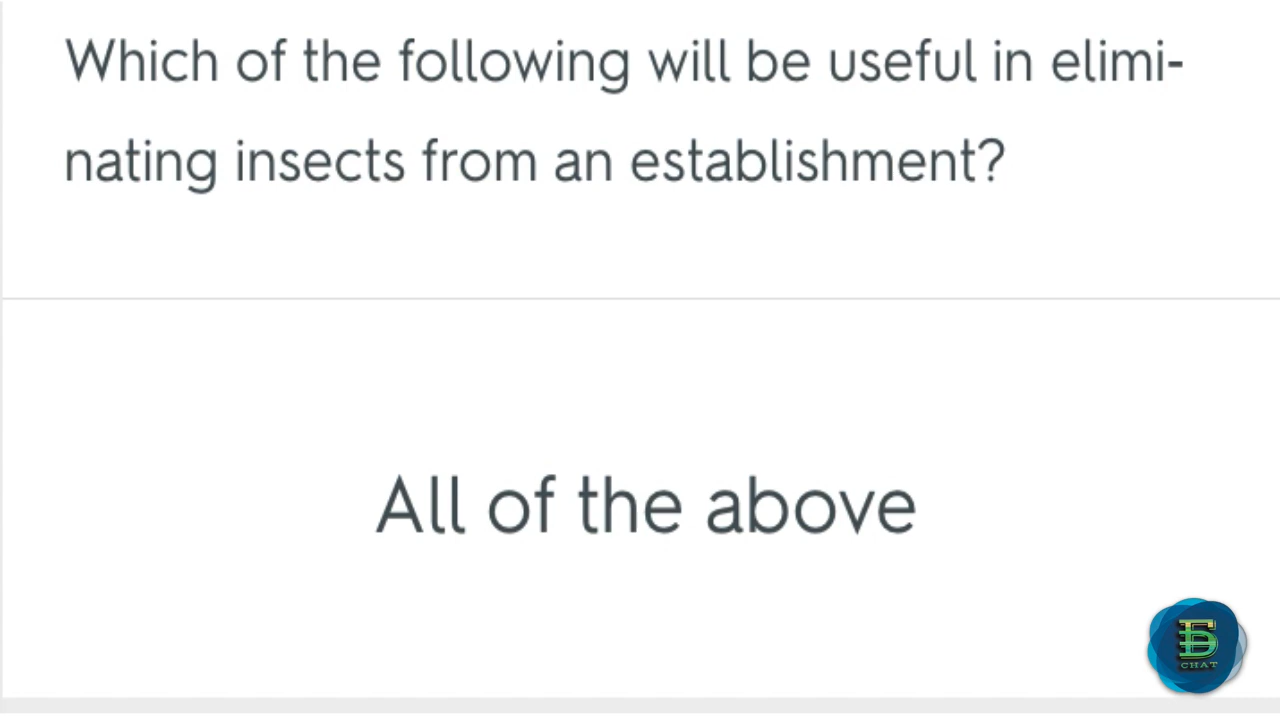 Which of the following will be useful in elimi-
nating insects from an establishment?
All of the above
CHAT